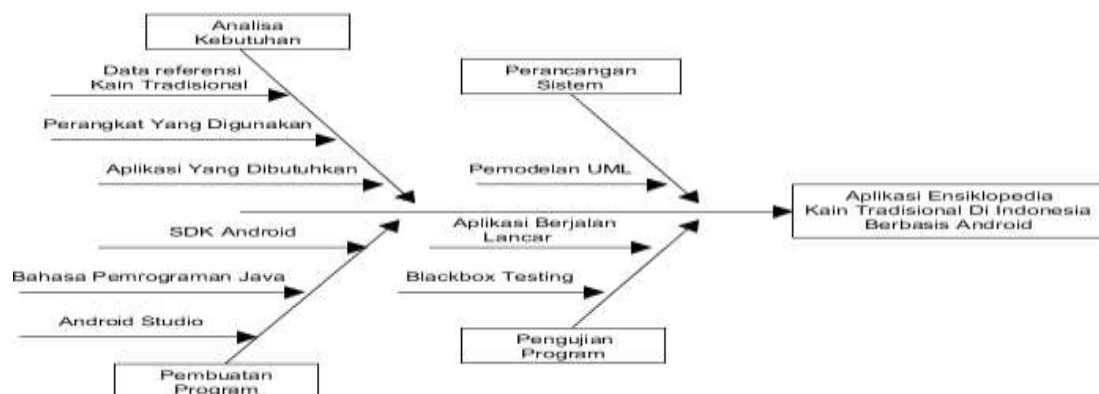 Analisa
Kebutuhan
Data referensi
Kain Tradisional
Perangkat Yang Digunakan
Aplikasi Yang Dibutuhkan
Perancangan
Sistem
Pemodelan UML
Aplikasi Ensiklopedia
Kain Tradisional Di Indonesia
Berbasis Android
SDK Android
Bahasa Pemrograman Java
Android Studio
Pembuatan
Program
Aplikasi Berjalan
Lancar
Blackbox Testing
Pengujian
Program